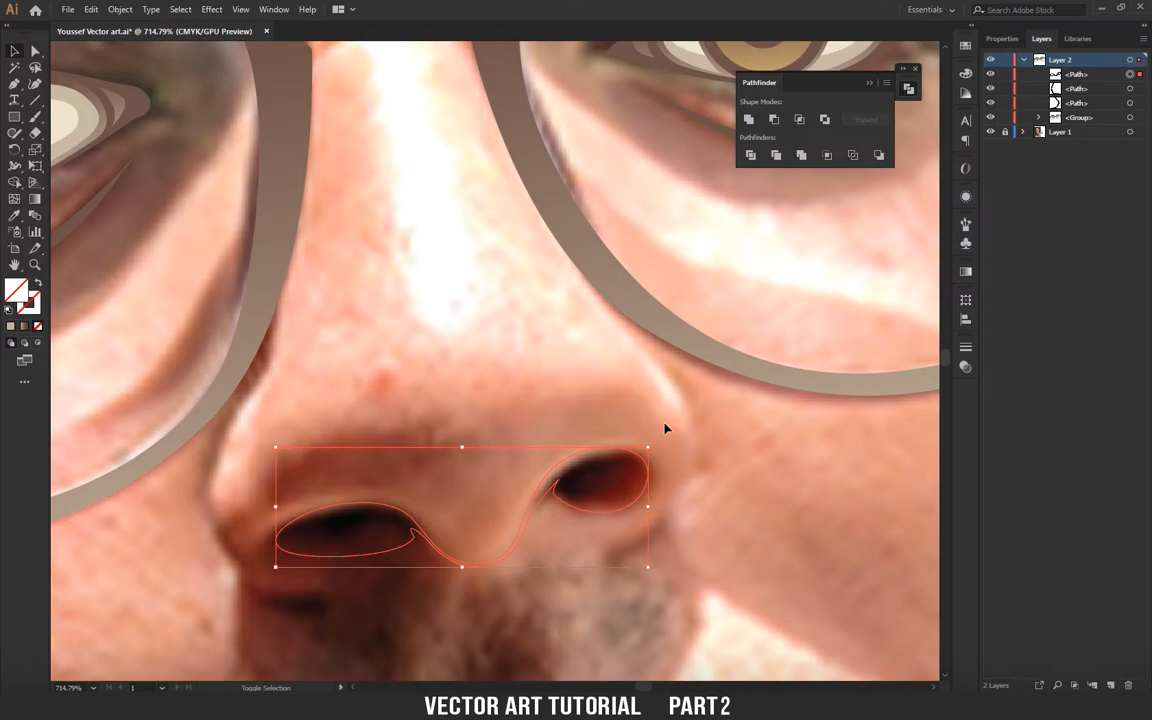 Ai File Edit Object Type Select Effect View Window Help Essentials Search Adobe Stock
Youssef Vector art.ai* @ 714.79% (CMYK/GPU Preview) ×
Properties Layers Libraries
Layer 2
<Path>
<Path>
<Path>
<Group>
Layer 1
Pathfinder
Shape Modes:
Expand
Pathfinders:
714.79% 1 Toggle Selection
2 Layers
VECTOR ART TUTORIAL PART 2